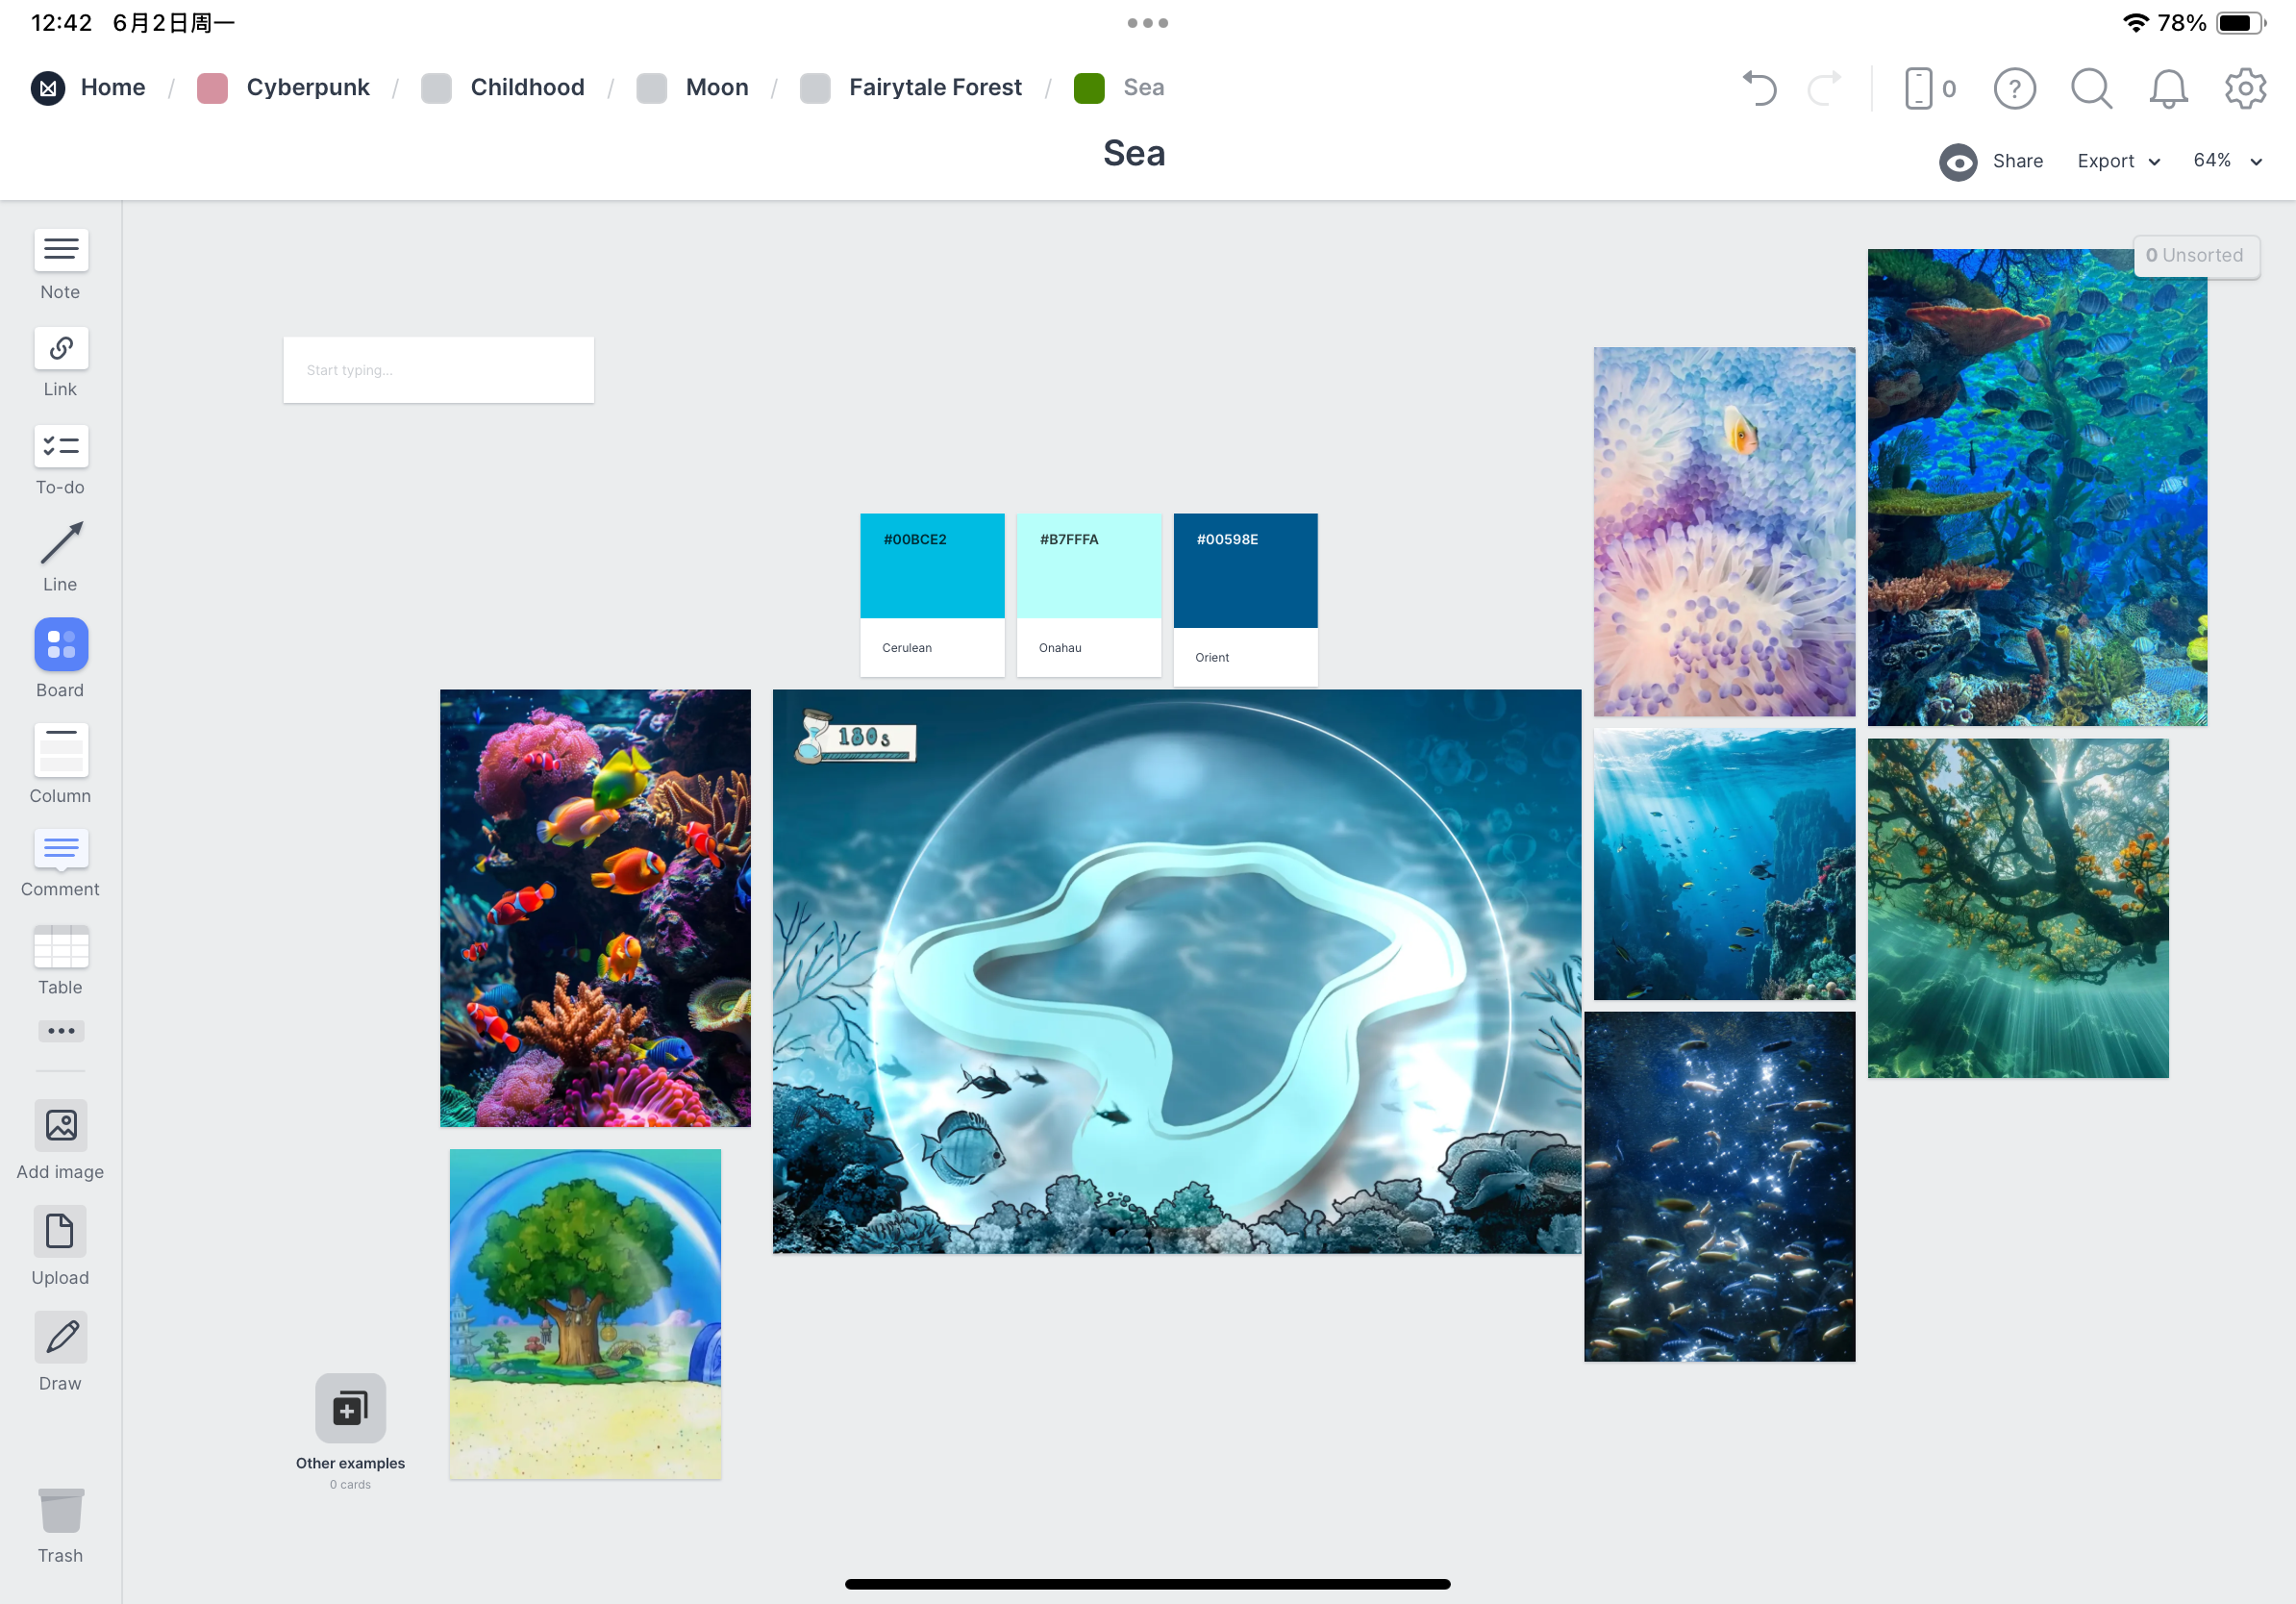 12:42 6月2日周一
78%
Home / Cyberpunk / Childhood / Moon / Fairytale Forest / Sea
0
?
Sea
Share
Export
64%
0 Unsorted
Note
Link
To-do
Line
Board
Column
Comment
Table
Add image
Upload
Draw
Trash
Start typing...
#00BCE2
#B7FFFA
#00598E
Cerulean
Onahau
Orient
180s
Other examples
0 cards